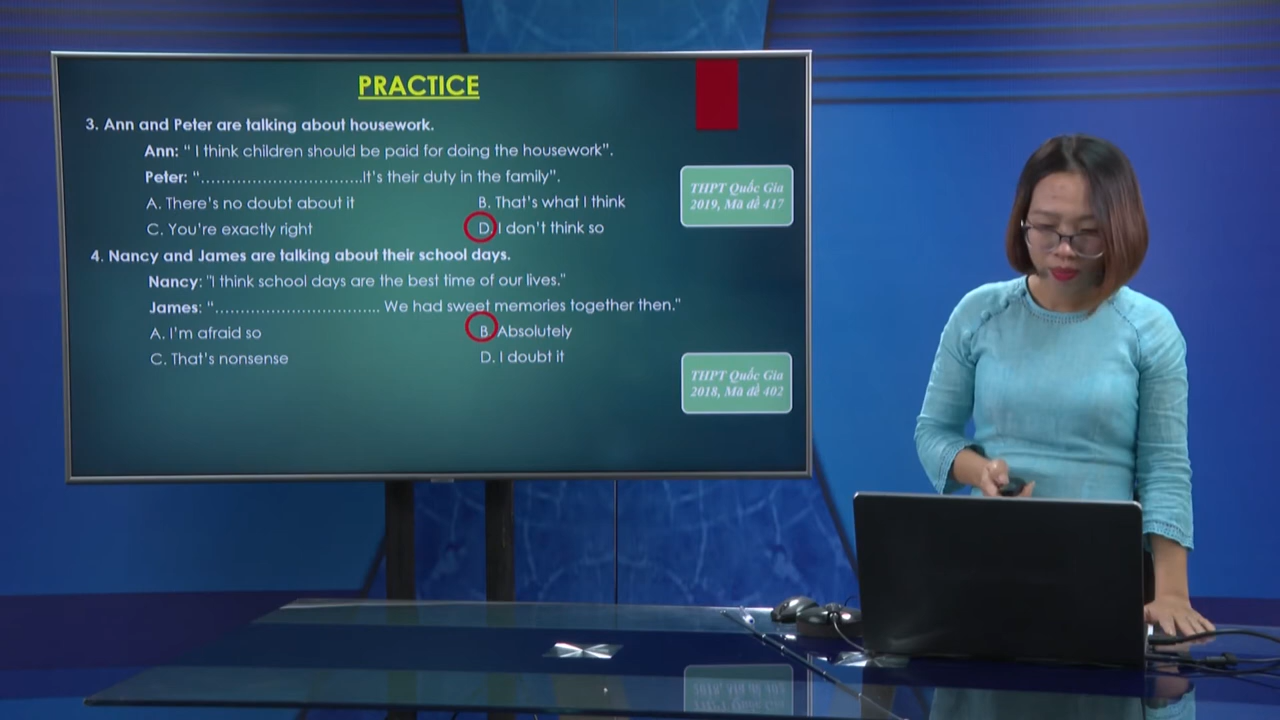 PRACTICE
3. Ann and Peter are talking about housework.
Ann: “ I think children should be paid for doing the housework”.
Peter: “…………………………..It’s their duty in the family”.
A. There’s no doubt about it
B. That’s what I think
C. You’re exactly right
D. I don’t think so
THPT Quốc Gia
2019, Mã đề 417
4. Nancy and James are talking about their school days.
Nancy: "I think school days are the best time of our lives."
James: “………………………….. We had sweet memories together then."
A. I’m afraid so
B. Absolutely
C. That’s nonsense
D. I doubt it
THPT Quốc Gia
2018, Mã đề 402